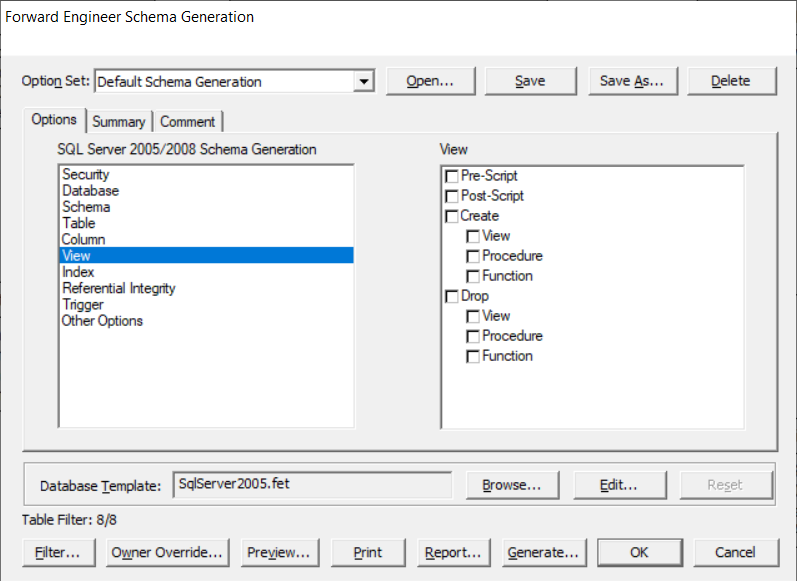 Forward Engineer Schema Generation
Option Set: Default Schema Generation Open... Save Save As... Delete
Options Summary Comment
SQL Server 2005/2008 Schema Generation
Security
Database
Schema
Table
Column
View
Index
Referential Integrity
Trigger
Other Options
View
Pre-Script
Post-Script
Create
View
Procedure
Function
Drop
View
Procedure
Function
Database Template: SqlServer2005.fet Browse... Edit... Reset
Table Filter: 8/8
Filter... Owner Override... Preview... Print Report... Generate... OK Cancel